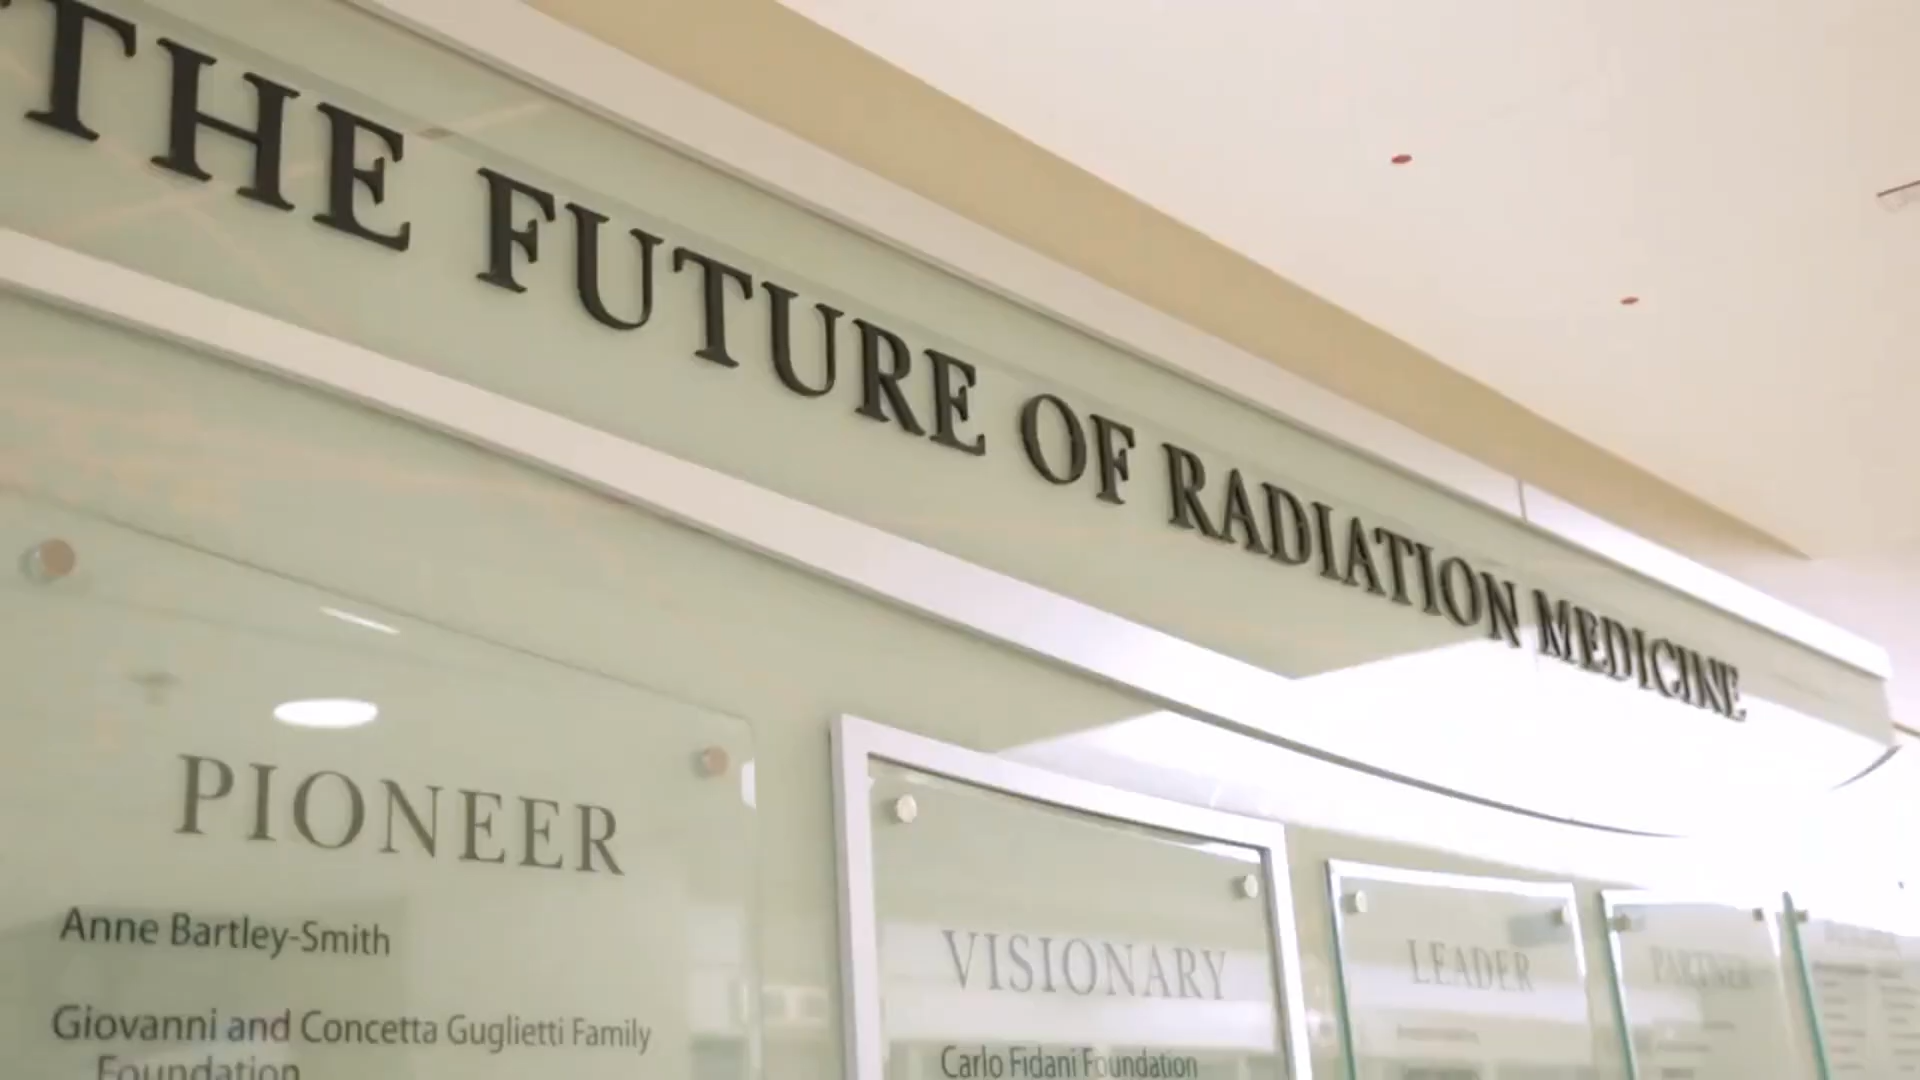 THE FUTURE OF RADIATION MEDICINE
PIONEER
Anne Bartley-Smith
Giovanni and Concetta Guglietti Family
Foundation
VISIONARY
Carlo Fidani Foundation
LEADER
PARTNER